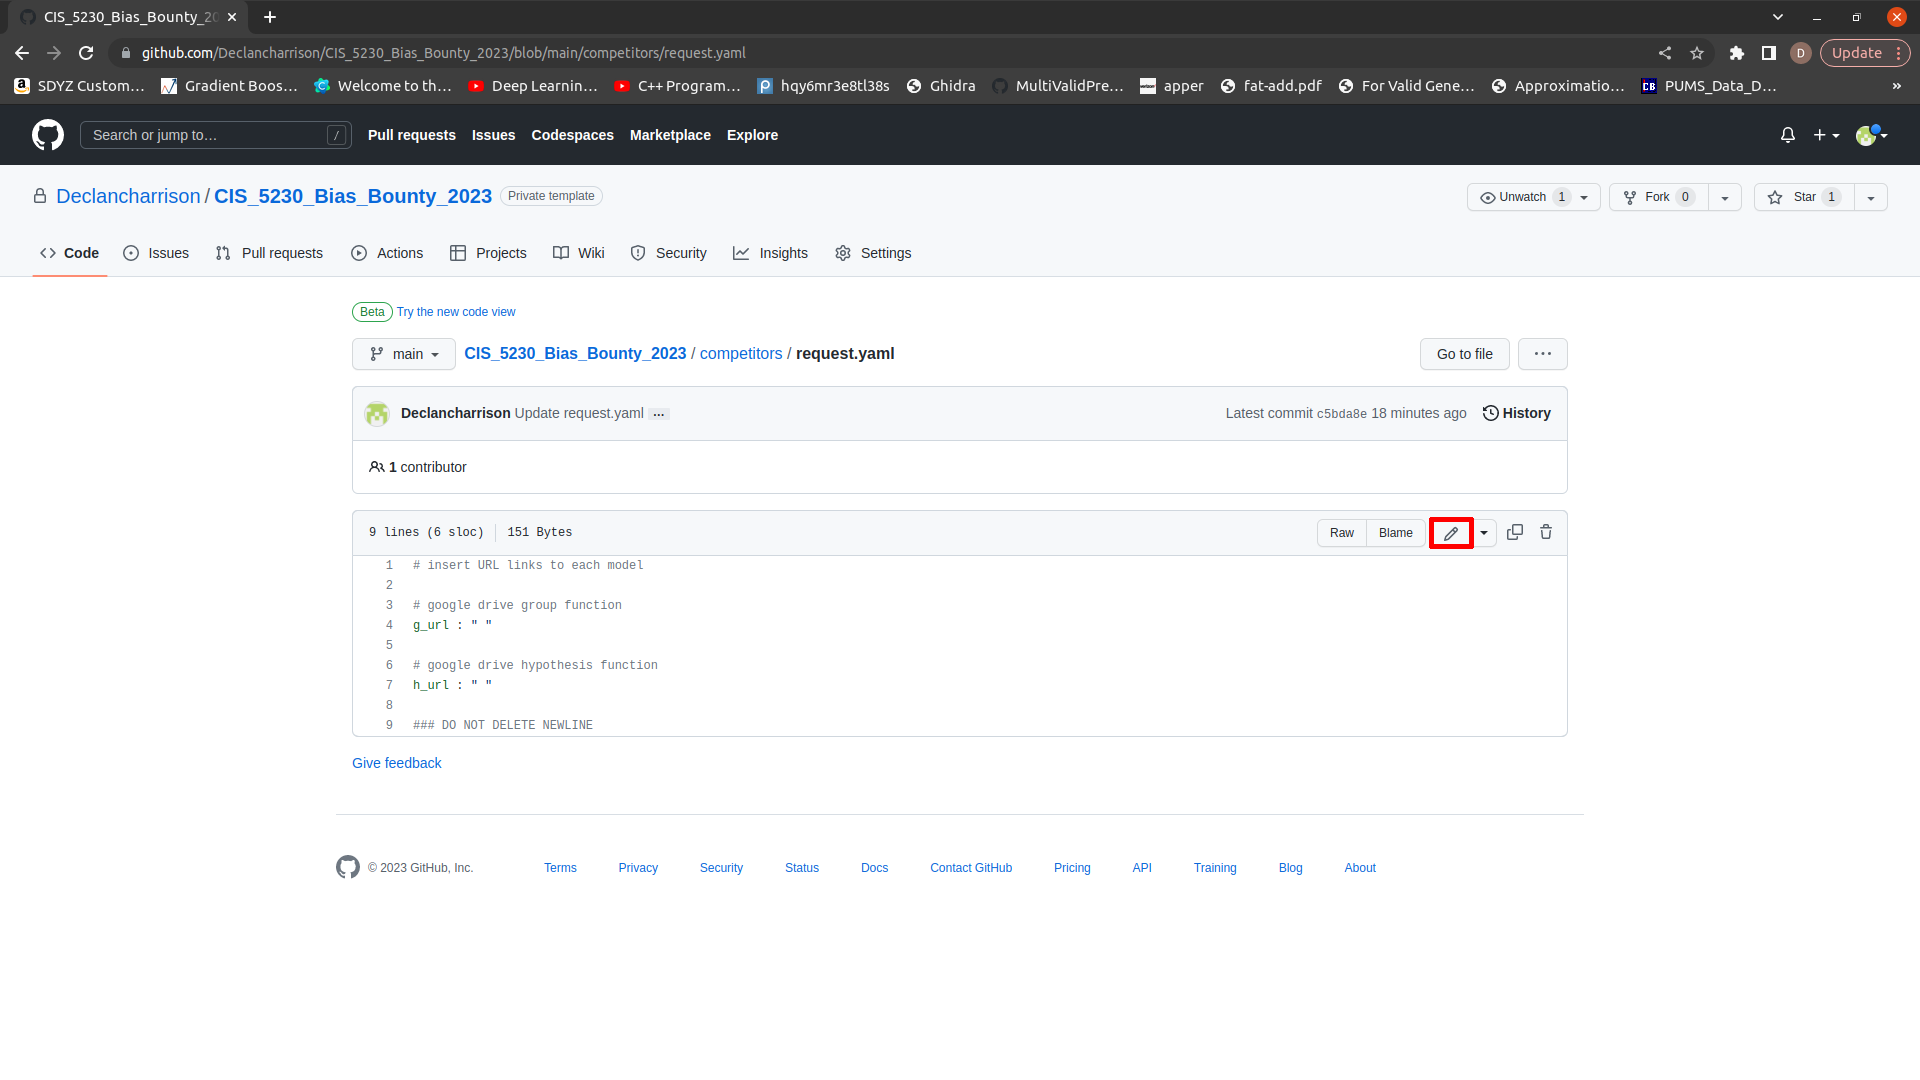 CIS_5230_Bias_Bounty_20
github.com/Declancharrison/CIS_5230_Bias_Bounty_2023/blob/main/competitors/request.yaml
D
Update
SDYZ Custom…
Gradient Boos…
Welcome to th…
Deep Learnin…
C++ Program…
hqy6mr3e8tl38s
Ghidra
MultiValidPre…
apper
fat-add.pdf
For Valid Gene…
Approximatio…
PUMS_Data_D…
»
Search or jump to…
/
Pull requests
Issues
Codespaces
Marketplace
Explore
Declancharrison / CIS_5230_Bias_Bounty_2023
Private template
Unwatch 1
Fork 0
Star 1
Code
Issues
Pull requests
Actions
Projects
Wiki
Security
Insights
Settings
Beta
Try the new code view
main
CIS_5230_Bias_Bounty_2023 / competitors / request.yaml
Go to file
Declancharrison Update request.yaml …
Latest commit c5bda8e 18 minutes ago
History
1 contributor
9 lines (6 sloc)
151 Bytes
Raw
Blame
1 # insert URL links to each model
2
3 # google drive group function
4 g_url : " "
5
6 # google drive hypothesis function
7 h_url : " "
8
9 ### DO NOT DELETE NEWLINE
Give feedback
© 2023 GitHub, Inc.
Terms
Privacy
Security
Status
Docs
Contact GitHub
Pricing
API
Training
Blog
About